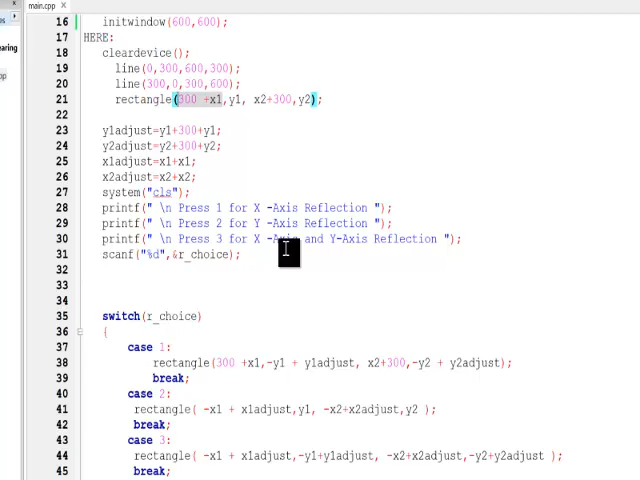 es
main.cpp X
earing
pp
16 initwindow(600,600);
17 HERE:
18 cleardevice();
19 line(0,300,600,300);
20 line(300,0,300,600);
21 rectangle(300 +x1,y1, x2+300,y2);
22
23 y1adjust=y1+300+y1;
24 y2adjust=y2+300+y2;
25 x1adjust=x1+x1;
26 x2adjust=x2+x2;
27 system("cls");
28 printf(" \n Press 1 for X -Axis Reflection ");
29 printf(" \n Press 2 for Y -Axis Reflection ");
30 printf(" \n Press 3 for X -Axis and Y-Axis Reflection ");
31 scanf("%d",&r_choice);
32
33
34
35 switch(r_choice)
36 {
37 case 1:
38 rectangle(300 +x1,-y1 + y1adjust, x2+300,-y2 + y2adjust);
39 break;
40 case 2:
41 rectangle( -x1 + x1adjust,y1, -x2+x2adjust,y2 );
42 break;
43 case 3:
44 rectangle( -x1 + x1adjust,-y1+y1adjust, -x2+x2adjust,-y2+y2adjust );
45 break;